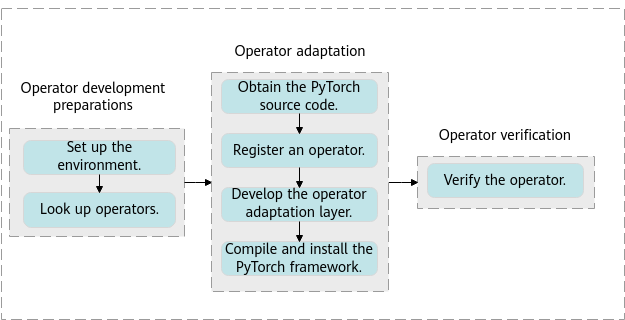 Operator development
preparations
Set up the
environment.
Look up operators.
Operator adaptation
Obtain the PyTorch
source code.
Register an operator.
Develop the operator
adaptation layer.
Compile and install the
PyTorch framework.
Operator verification
Verify the operator.